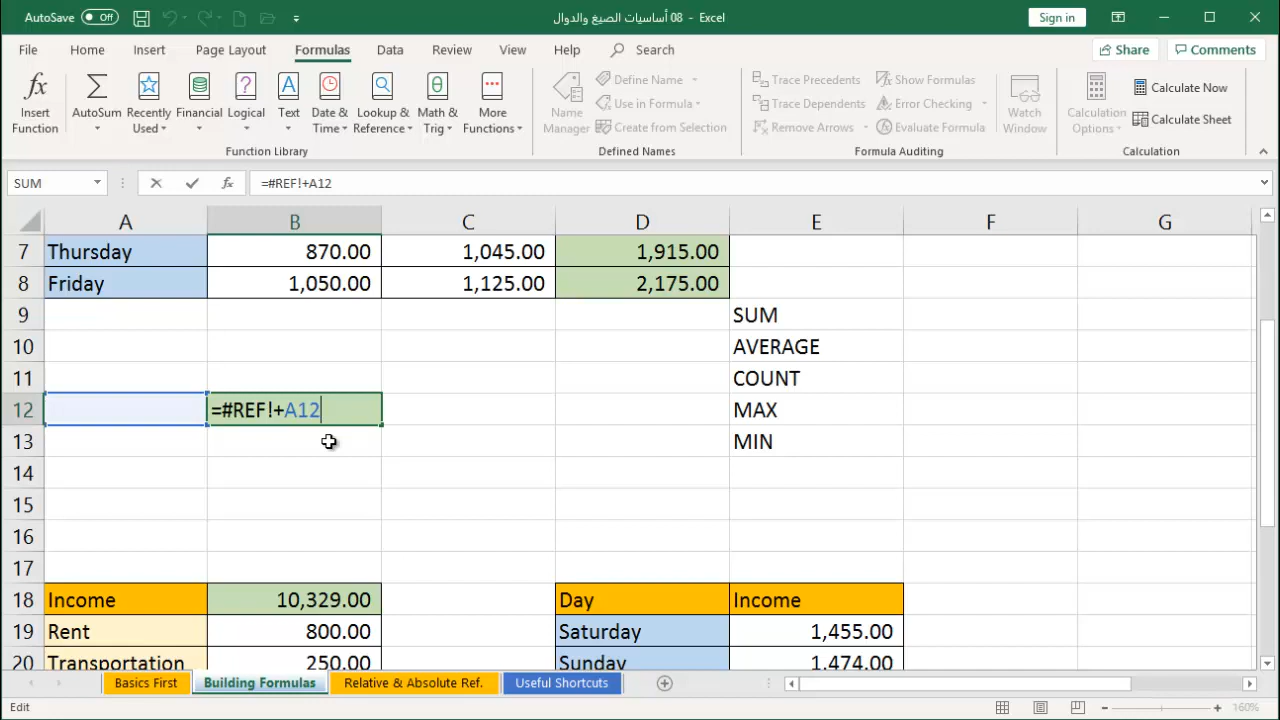 AutoSave Off
08 أساسيات الصيغ والدوال - Excel
Sign in
File Home Insert Page Layout Formulas Data Review View Help Search Share Comments
Insert Function
AutoSum
Recently Used
Financial
Logical
Text
Date & Time
Lookup & Reference
Math & Trig
More Functions
Function Library
Name Manager
Define Name
Use in Formula
Create from Selection
Defined Names
Trace Precedents
Trace Dependents
Remove Arrows
Show Formulas
Error Checking
Evaluate Formula
Formula Auditing
Watch Window
Calculation Options
Calculate Now
Calculate Sheet
Calculation
SUM fx =#REF!+A12
A B C D E F G
7 Thursday 870.00 1,045.00 1,915.00
8 Friday 1,050.00 1,125.00 2,175.00
9 SUM
10 AVERAGE
11 COUNT
12 =#REF!+A12 MAX
13 MIN
14
15
16
17
18 Income 10,329.00 Day Income
19 Rent 800.00 Saturday 1,455.00
20 Transportation 250.00 Sunday 1,474.00
Basics First Building Formulas Relative & Absolute Ref. Useful Shortcuts
Edit 160%